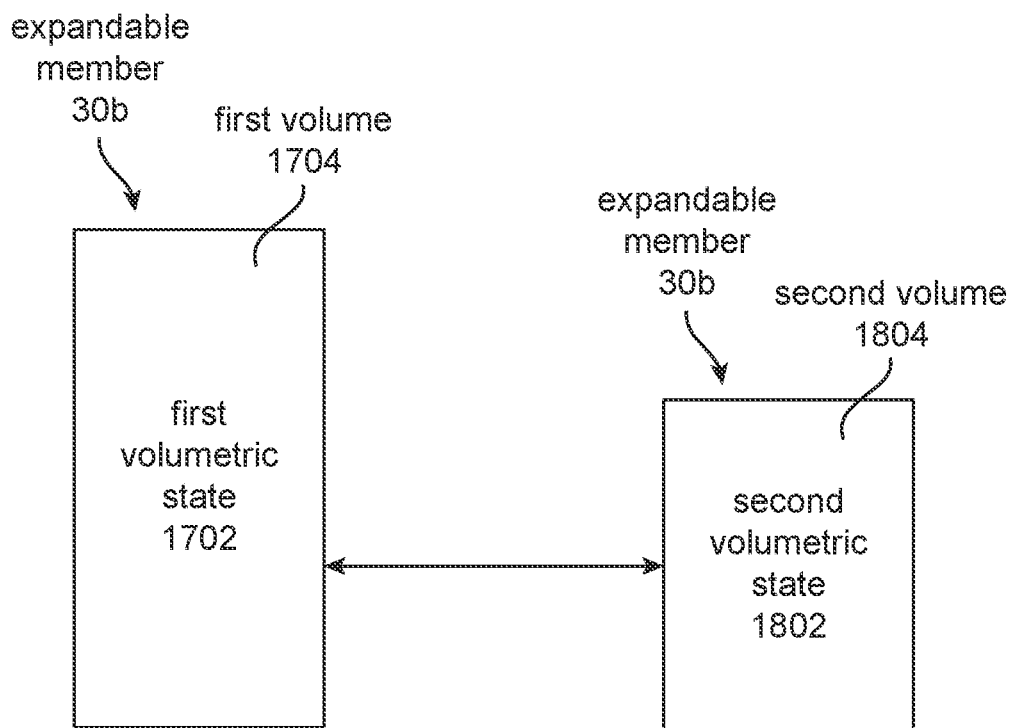 expandable
member
30b
first volume
1704
first
volumetric
state
1702
expandable
member
30b
second volume
1804
second
volumetric
state
1802